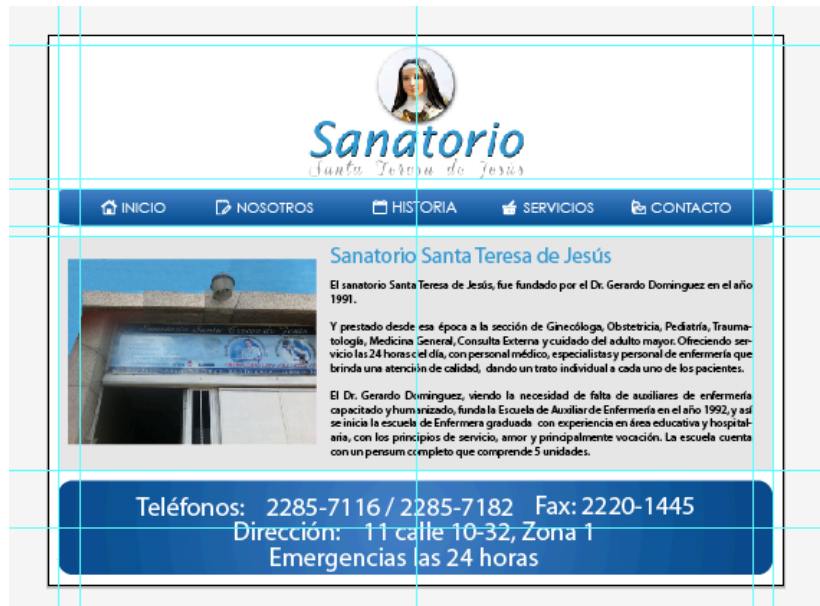 Sanatorio
Santa Teresa de Jesús
INICIO NOSOTROS HISTORIA SERVICIOS CONTACTO
Sanatorio Santa Teresa de Jesús
El sanatorio Santa Teresa de Jesús, fue fundado por el Dr. Gerardo Dominguez en el año
1991.
Y prestado desde esa época a la sección de Ginecóloga, Obstetricia, Pediatría, Trauma-
tología, Medicina General, Consulta Externa y cuidado del adulto mayor. Ofreciendo ser-
vicio las 24 horas del día, con personal médico, especialistas y personal de enfermería que
brinda una atención de calidad, dando un trato individual a cada uno de los pacientes.
El Dr. Gerardo Dominguez, viendo la necesidad de falta de auxiliares de enfermería
capacitado y humanizado, funda la Escuela de Auxiliar de Enfermería en el año 1992, y así
se inicia la escuela de Enfermera graduada con experiencia en área educativa y hospital-
aria, con los principios de servicio, amor y principalmente vocación. La escuela cuenta
con un pensum completo que comprende 5 unidades.
Sanatorio Santa Teresa de Jesús
Teléfonos: 2285-7116 / 2285-7182 Fax: 2220-1445
Dirección: 11 calle 10-32, Zona 1
Emergencias las 24 horas